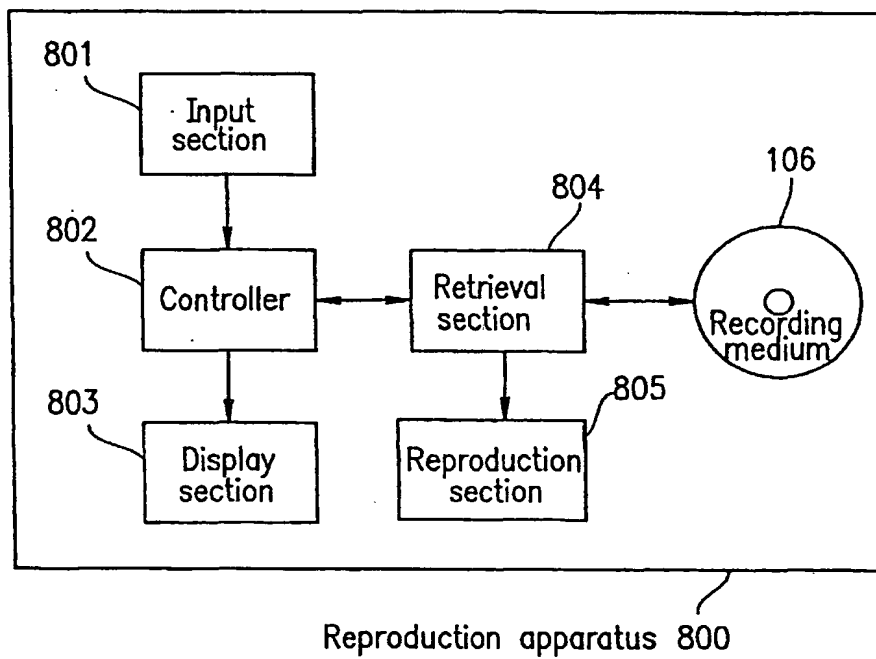 801
Input
section
106
804
802
Controller
Retrieval
section
Recording
medium
803
805
Display
section
Reproduction
section
Reproduction apparatus 800